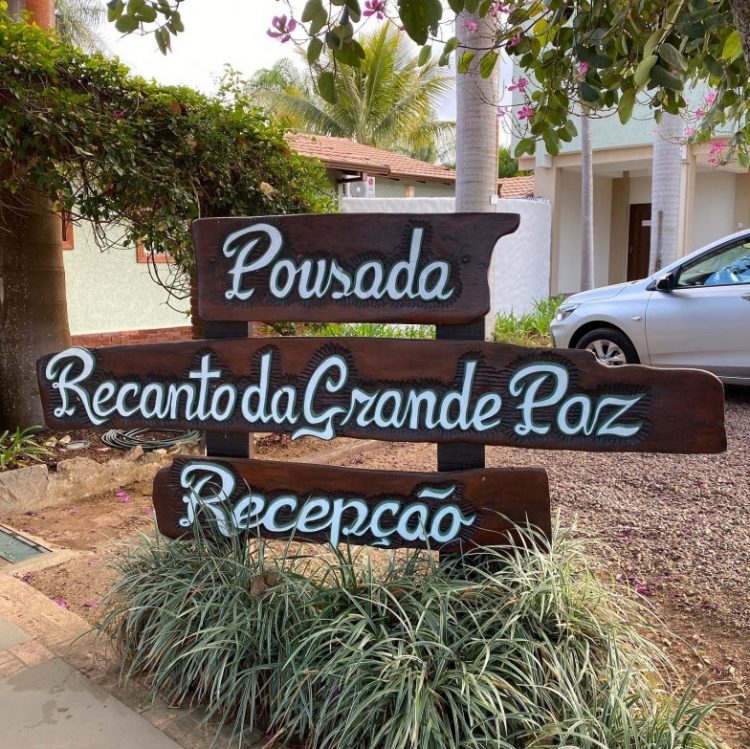 Pousada
Recanto da Grande Paz
Recepção